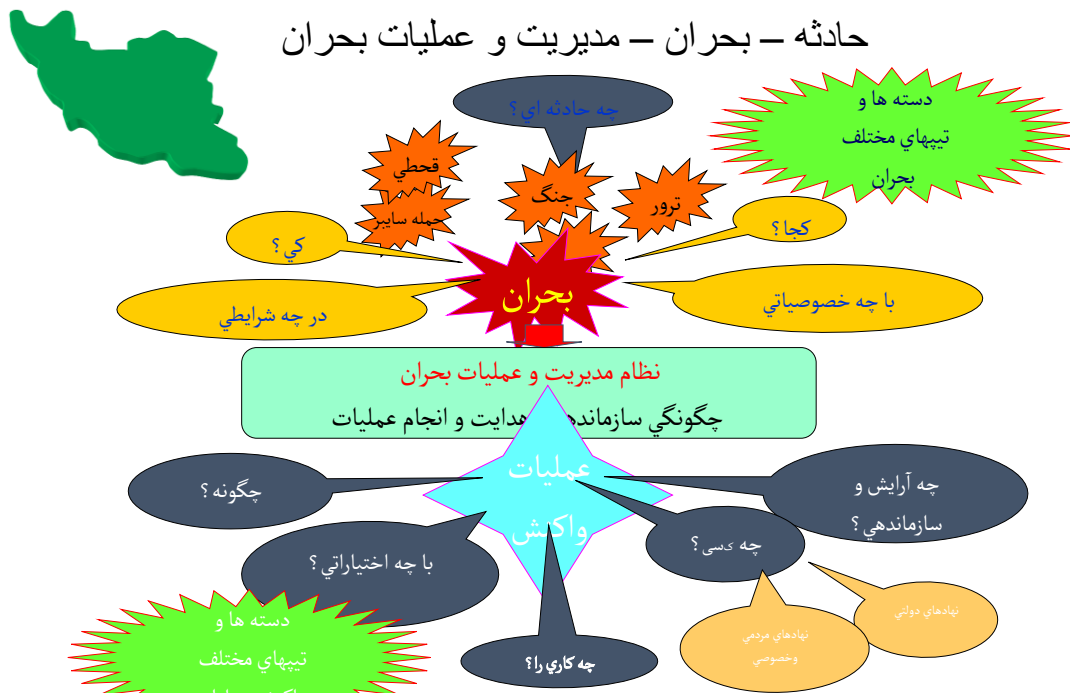 حادثه – بحران – مديريت و عمليات بحران
چه حادثه اي ؟
دسته ها و
تيپهاي مختلف
بحران
قحطي
جنگ
ترور
حمله سايبر
كجا ؟
كي ؟
بحران
با چه خصوصياتي
در چه شرايطي
نظام مديريت و عمليات بحران
چگونگي هدايت و انجام عمليات
عمليات
واكنش
چگونه ؟
چه آرايش و
سازماندهي ؟
چه کسی ؟
با چه اختياراتي ؟
نهادهاي دولتي
نهادهاي مردمي
وخصوصي
چه كاري را ؟
دسته ها و
تيپهاي مختلف